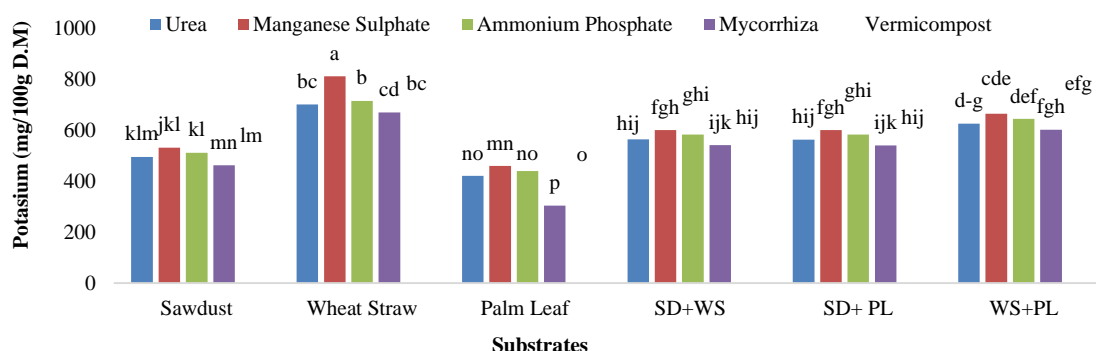 Potasium (mg/100g D.M)
1000
800
600
400
200
0
Urea Manganese Sulphate Ammonium Phosphate Mycorrhiza Vermicompost
klm jkl kl mn lm
bc a b cd bc
no mn no p o
hij fgh ghi ijk hij
hij fgh ghi ijk hij
d-g cde def fgh efg
Sawdust Wheat Straw Palm Leaf SD+WS SD+ PL WS+PL
Substrates